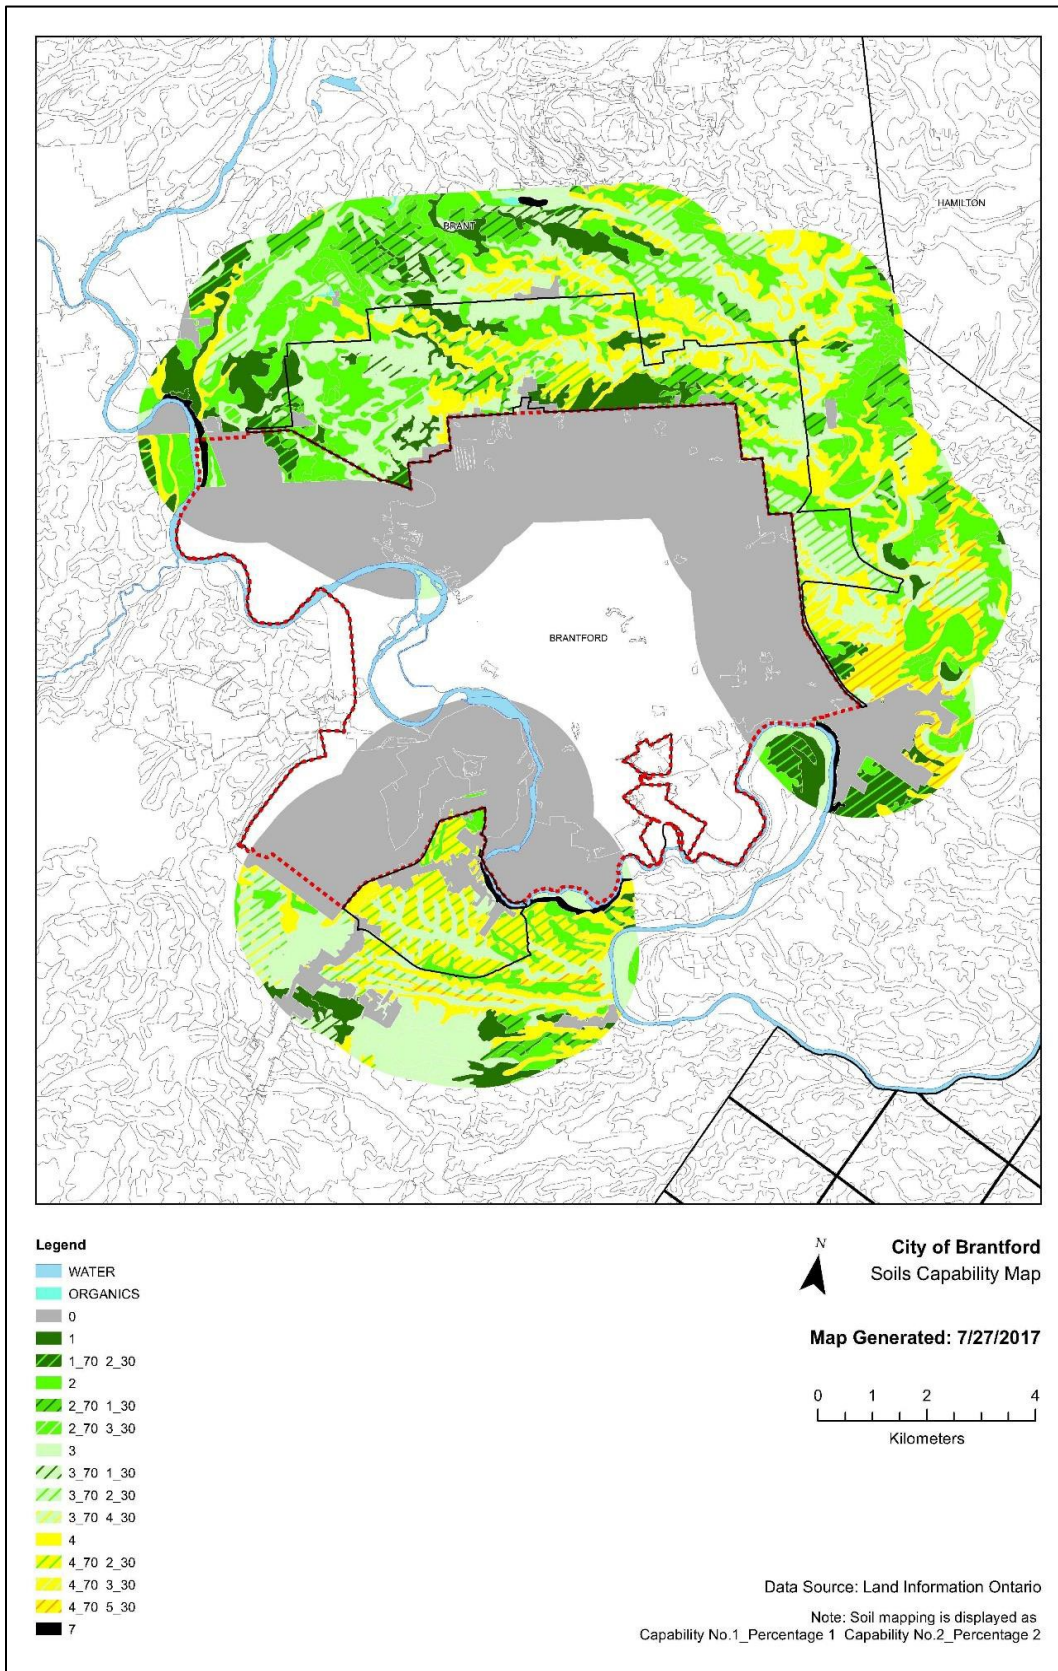 HAMILTON
BRANT
BRANTFORD
Legend
WATER
ORGANICS
0
1
1_70 2_30
2
2_70 1_30
2_70 3_30
3
3_70 1_30
3_70 2_30
3_70 4_30
4
4_70 2_30
4_70 3_30
4_70 5_30
7
N
City of Brantford
Soils Capability Map
Map Generated: 7/27/2017
0 1 2 4
Kilometers
Data Source: Land Information Ontario
Note: Soil mapping is displayed as
Capability No.1_Percentage 1 Capability No.2_Percentage 2